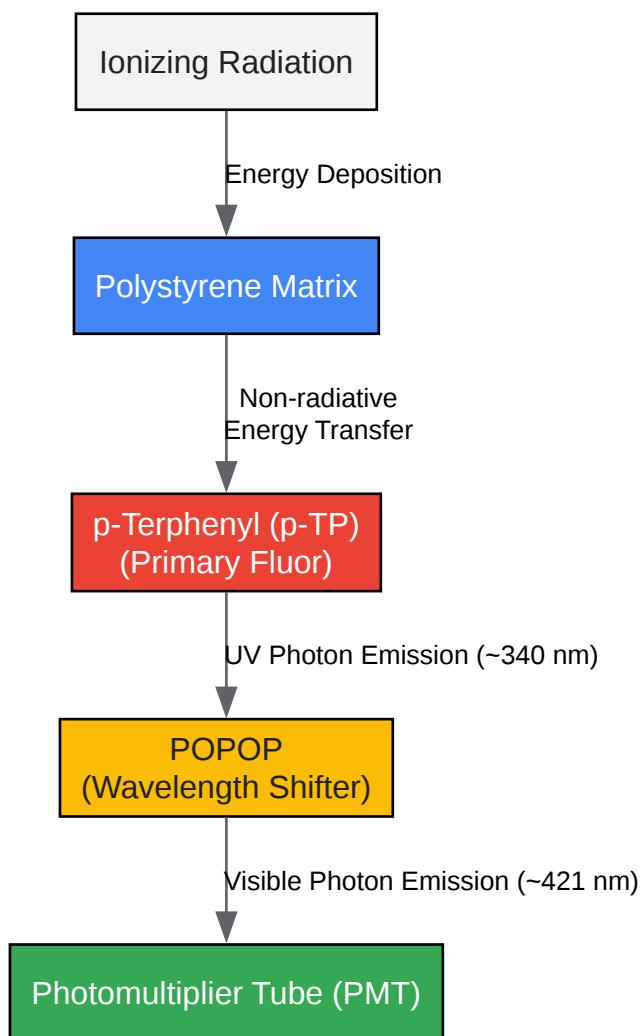 Ionizing Radiation
Energy Deposition
Polystyrene Matrix
Non-radiative
Energy Transfer
p-Terphenyl (p-TP)
(Primary Fluor)
UV Photon Emission (~340 nm)
POPOP
(Wavelength Shifter)
Visible Photon Emission (~421 nm)
Photomultiplier Tube (PMT)